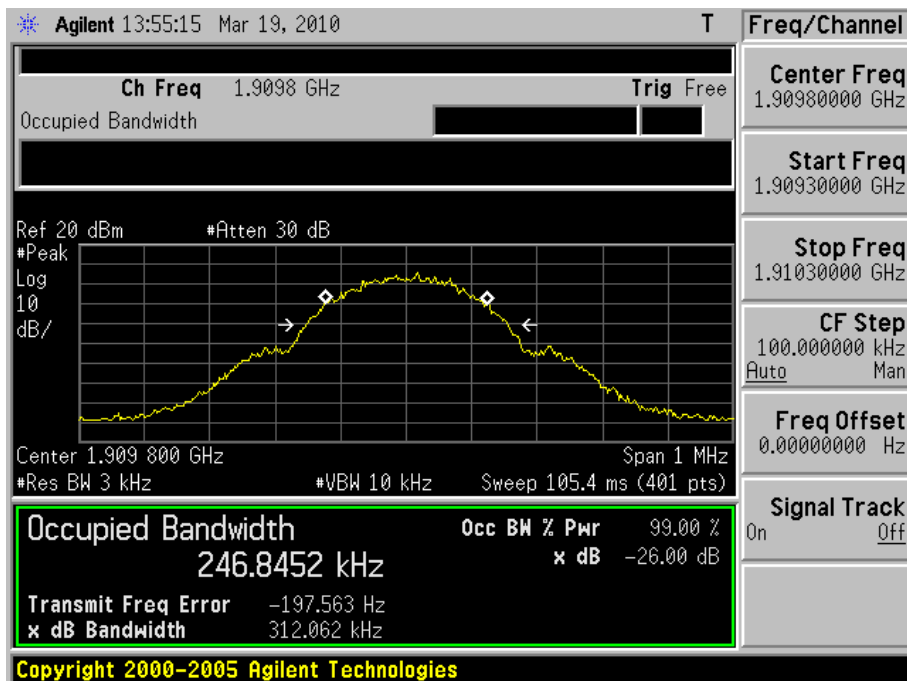 Agilent 13:55:15 Mar 19, 2010 T
Ch Freq 1.9098 GHz Trig Free
Occupied Bandwidth
Ref 20 dBm #Atten 30 dB
#Peak
Log
10
dB/
Center 1.909 800 GHz Span 1 MHz
#Res BW 3 kHz #VBW 10 kHz Sweep 105.4 ms (401 pts)
Occupied Bandwidth Occ BW % Pwr 99.00 %
246.8452 kHz x dB -26.00 dB
Transmit Freq Error -197.563 Hz
x dB Bandwidth 312.062 kHz
Copyright 2000-2005 Agilent Technologies
Freq/Channel
Center Freq
1.90980000 GHz
Start Freq
1.90930000 GHz
Stop Freq
1.91030000 GHz
CF Step
100.000000 kHz
Auto Man
Freq Offset
0.00000000 Hz
Signal Track
On Off